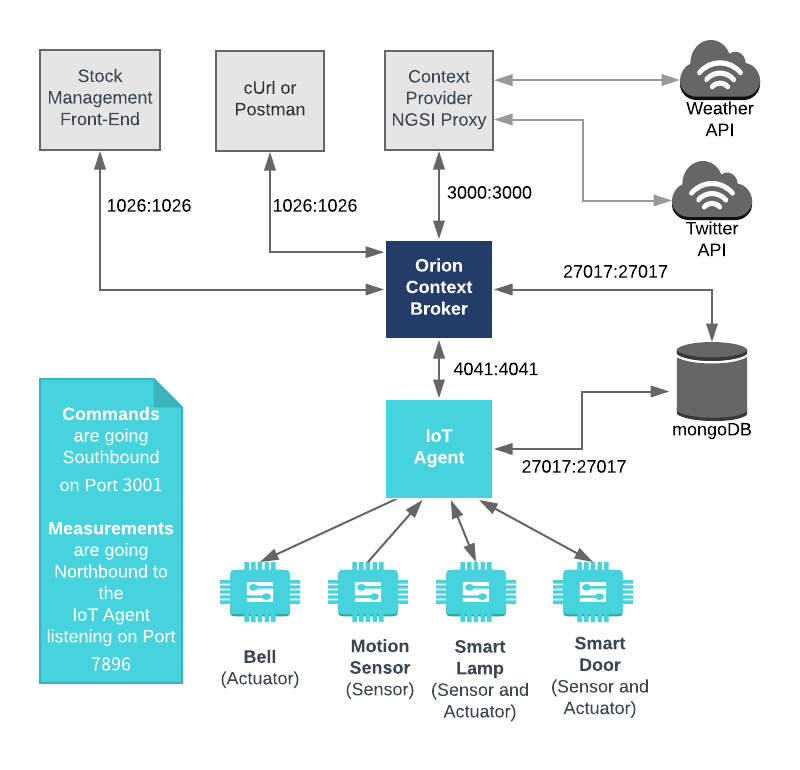 Stock
Management
Front-End
cUrl or
Postman
Context
Provider
NGSI Proxy
Weather
API
1026:1026
1026:1026
3000:3000
Twitter
API
Orion
Context
Broker
27017:27017
4041:4041
mongoDB
IoT
Agent
27017:27017
Commands
are going
Southbound
on Port 3001
Measurements
are going
Northbound to
the
IoT Agent
listening on Port
7896
Bell
(Actuator)
Motion
Sensor
(Sensor)
Smart
Lamp
(Sensor and
Actuator)
Smart
Door
(Sensor and
Actuator)